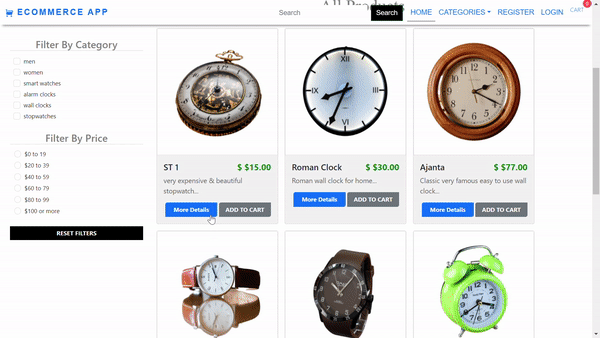 ECOMMERCE APP
All Products
Search
Search
HOME
CATEGORIES
REGISTER
LOGIN
CART
0
Filter By Category
men
women
smart watches
alarm clocks
wall clocks
stopwatches
Filter By Price
$0 to 19
$20 to 39
$40 to 59
$60 to 79
$80 to 99
$100 or more
RESET FILTERS
ST 1
$ $15.00
very expensive & beautiful
stopwatch...
More Details
ADD TO CART
XII
III
VI
IX
Roman Clock
$ $30.00
Roman wall clock for home...
More Details
ADD TO CART
Ajanta
$ $77.00
Classic very famous easy to use wall
clock...
More Details
ADD TO CART